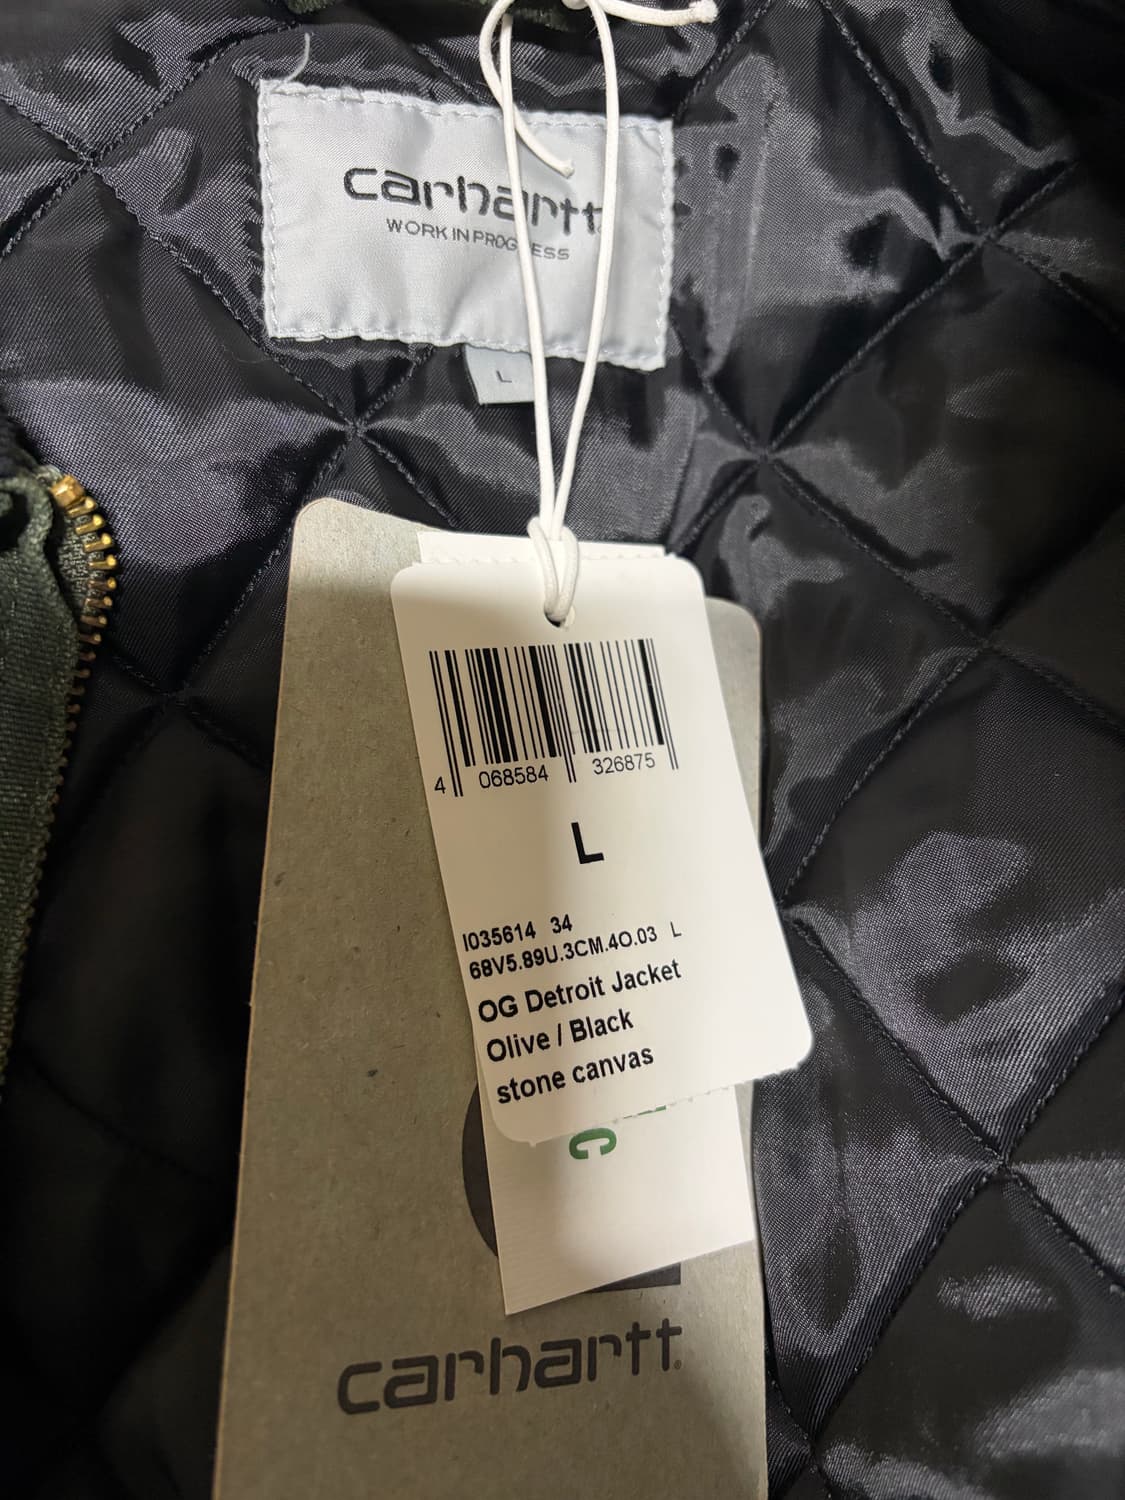 carhartt
WORK IN PROGRESS
L
4 068584 326875
L
I035614 34
68V5.89U.3CM.4O.03 L
OG Detroit Jacket
Olive / Black
stone canvas
C
carhartt.